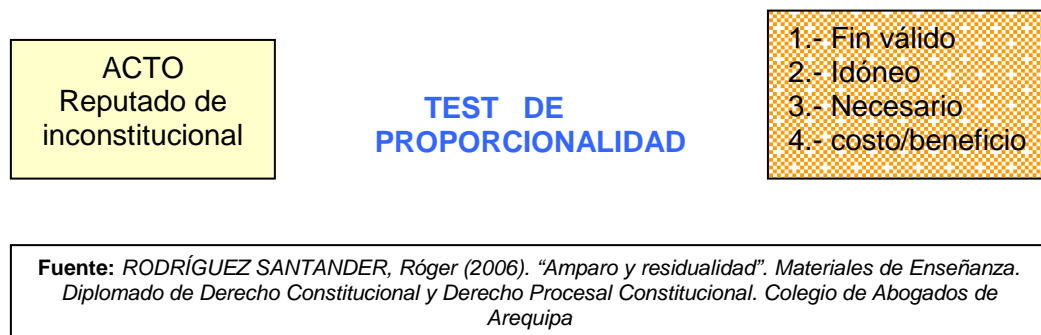 ACTO
Reputado de
inconstitucional
TEST DE
PROPORCIONALIDAD
1.- Fin válido
2.- Idóneo
3.- Necesario
4.- costo/beneficio
Fuente: RODRÍGUEZ SANTANDER, Róger (2006). “Amparo y residualidad”. Materiales de Enseñanza.
Diplomado de Derecho Constitucional y Derecho Procesal Constitucional. Colegio de Abogados de
Arequipa